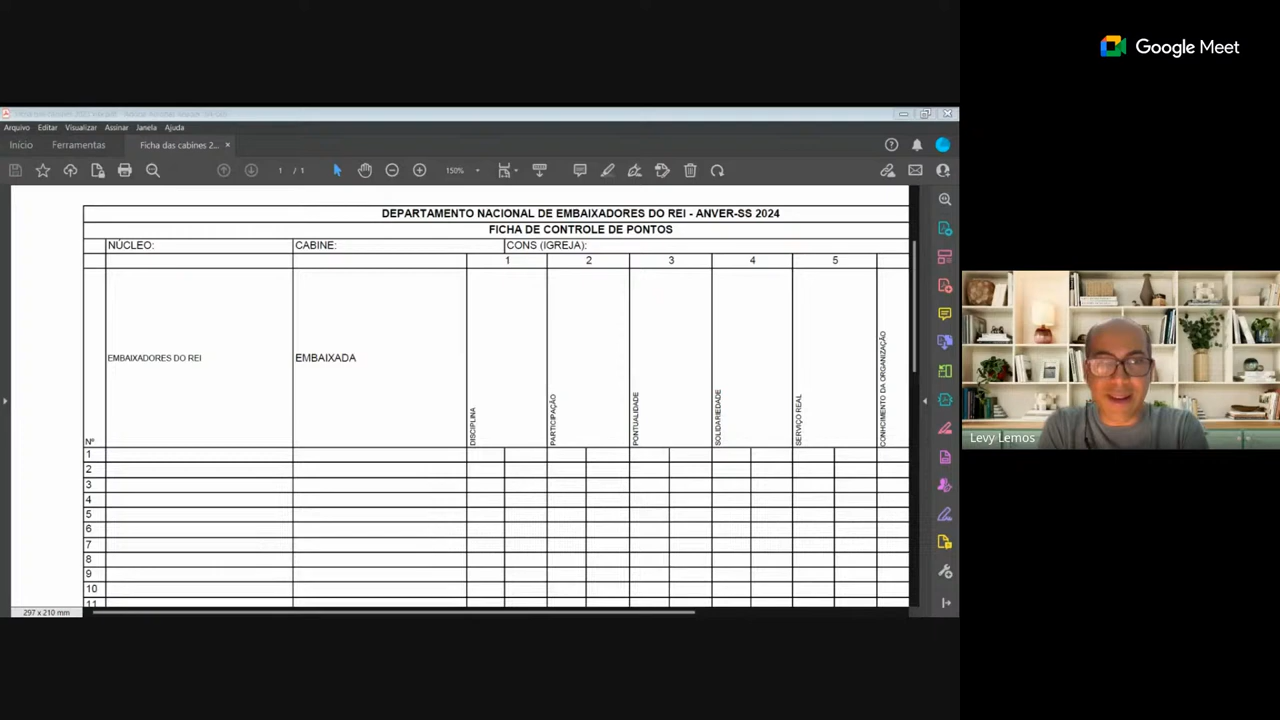 Google Meet
Arquivo Editar Visualizar Assinar Janela Ajuda
Início Ferramentas Ficha das cabines 2... ×
1 / 1 150%
DEPARTAMENTO NACIONAL DE EMBAIXADORES DO REI - ANVER-SS 2024
FICHA DE CONTROLE DE PONTOS
NÚCLEO: CABINE: CONS (IGREJA):
1 2 3 4 5
Nº EMBAIXADORES DO REI EMBAIXADA DISCIPLINA PARTICIPAÇÃO PONTUALIDADE SOLIDARIEDADE SERVIÇO REAL CONHCIMENTO DA ORGANIZAÇÃO
1
2
3
4
5
6
7
8
9
10
11
297 x 210 mm
Levy Lemos